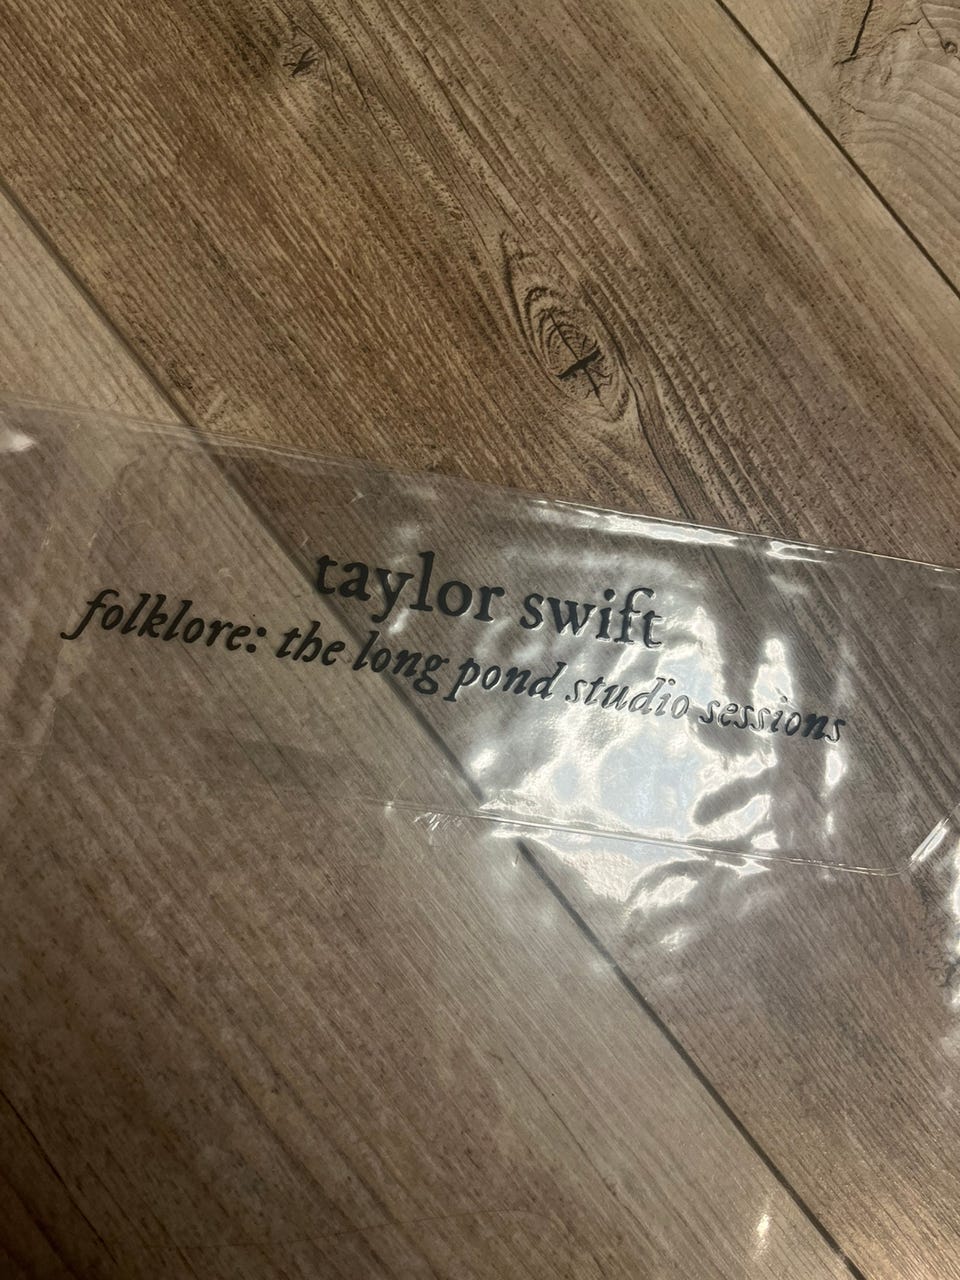 taylor swift
folklore: the long pond studio sessions